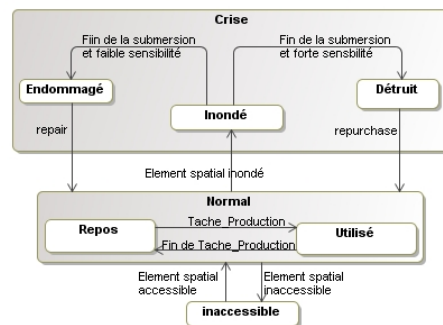 Crise
Fiin de la submersion
et faible sensibilité
Fin de la submersion
et forte sensbilité
Endommagé
Inondé
Détruit
repair
repurchase
Element spatial inondé
Normal
Repos
Tache_Production
Fin de Tache_Production
Utilisé
Element spatial
accessible
Element spatial
inaccessible
inaccessible